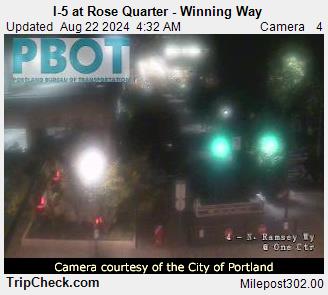 I-5 at Rose Quarter - Winning Way
Updated Aug 22 2024 4:32 AM Camera 4
PBOT
PORTLAND BUREAU OF TRANSPORTATION
4 - N. Ramsey Wy
@ One Ctr
Camera courtesy of the City of Portland
TripCheck.com Milepost302.00